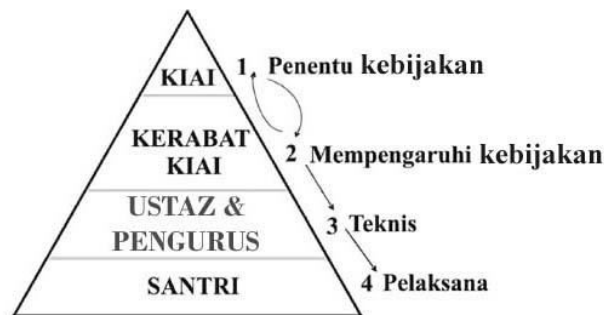 KIAI 1 Penentu kebijakan
KERABAT
KIAI
2 Mempengaruhi kebijakan
USTAZ &
PENGURUS
3 Teknis
SANTRI 4 Pelaksana